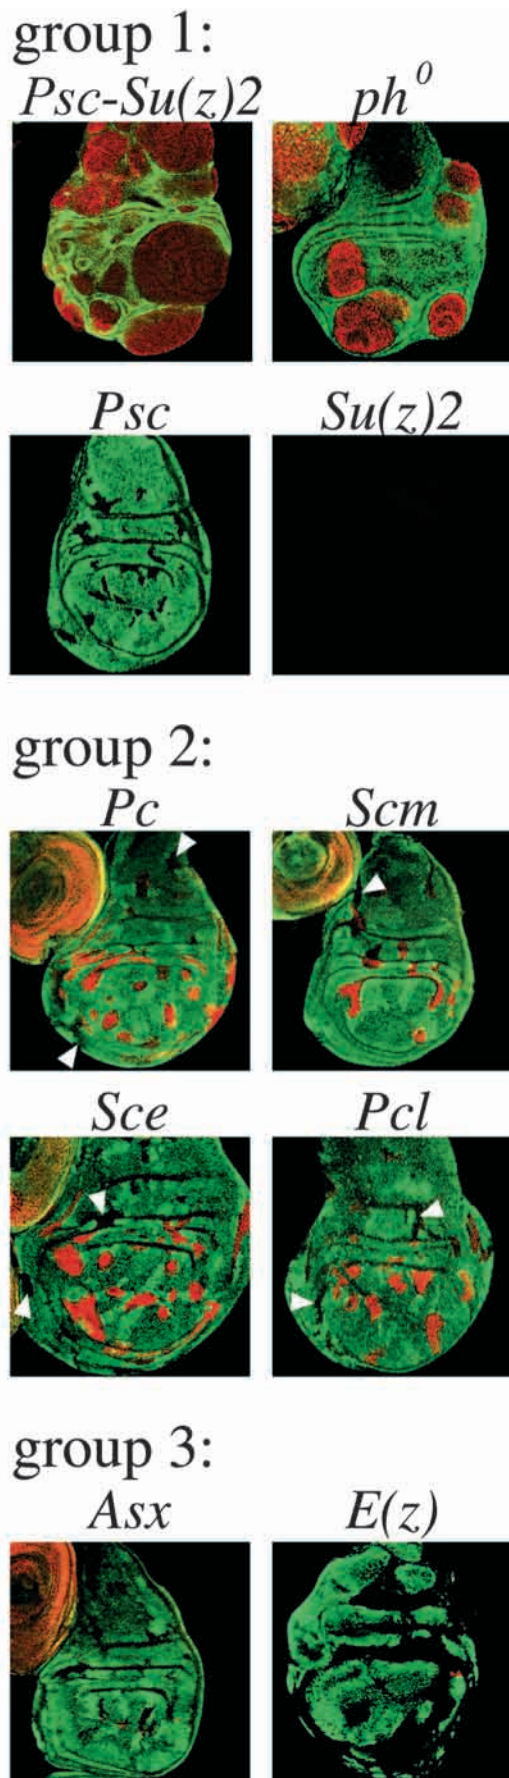 group 1:
Psc-Su(z)2 ph⁰
Psc Su(z)2
group 2:
Pc Scm
Sce Pcl
group 3:
Asx E(z)